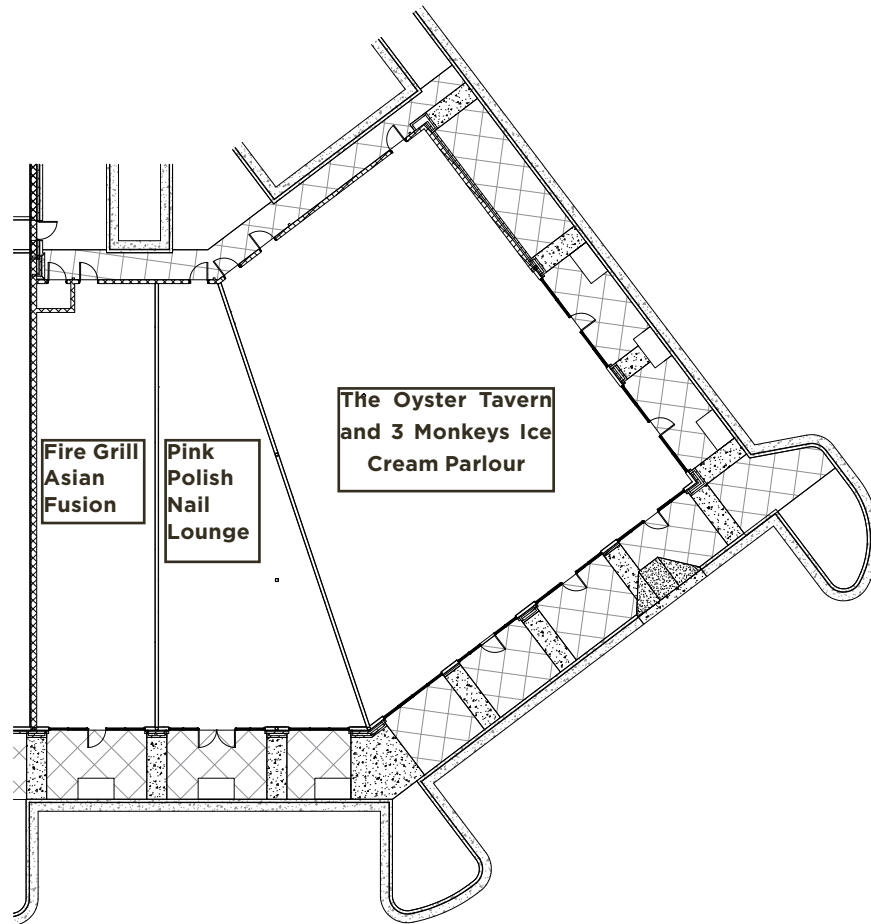 The Oyster Tavern
and 3 Monkeys Ice
Cream Parlour
Fire Grill
Asian
Fusion
Pink
Polish
Nail
Lounge